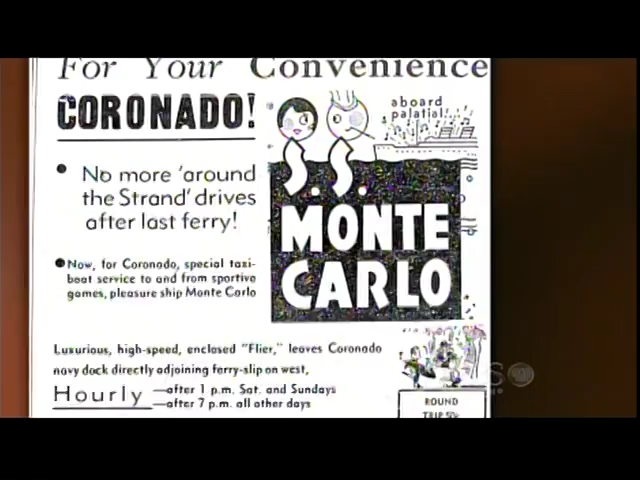 For Your Convenience
CORONADO!
aboard
palatial
• No more 'around
the Strand' drives
after last ferry!
S.S.
MONTE
CARLO
• Now, for Coronado, special taxi-
boat service to and from sportive
games, pleasure ship Monte Carlo
Luxurious, high-speed, enclosed "Flier," leaves Coronado
navy dock directly adjoining ferry-slip on west,
Hourly —after 1 p.m. Sat. and Sundays
—after 7 p.m. all other days
ROUND
TRIP 50c